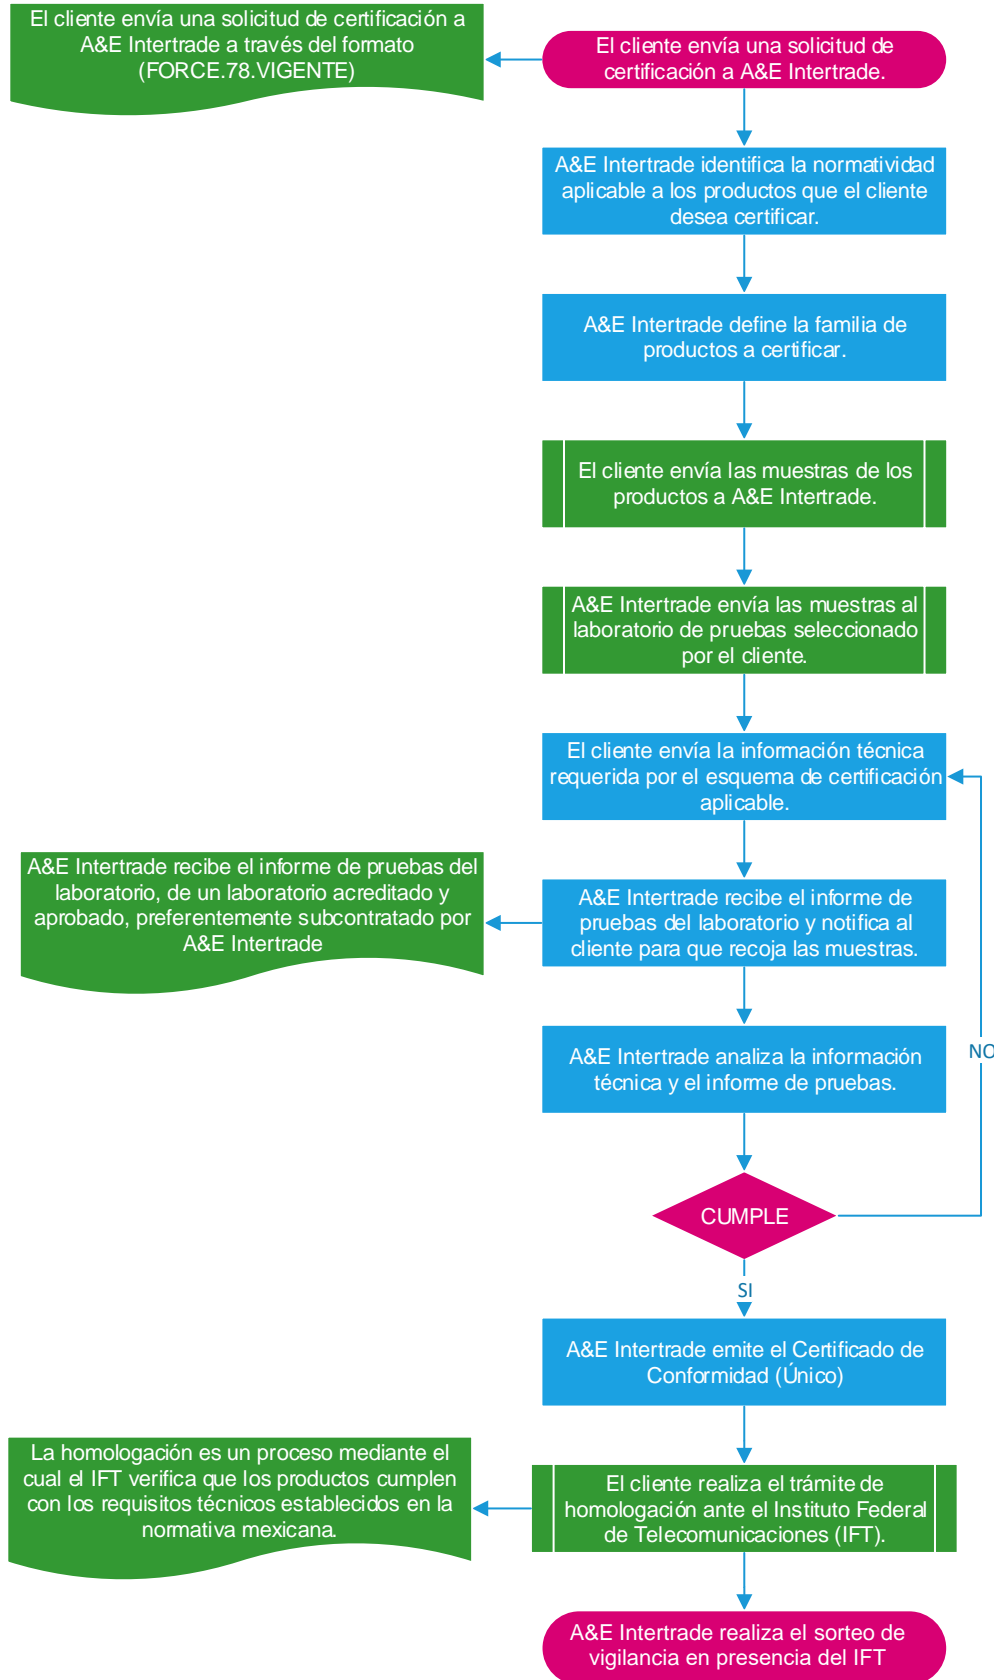 El cliente envía una solicitud de certificación a
A&E Intertrade a través del formato
(FORCE.78.VIGENTE)
El cliente envía una solicitud de
certificación a A&E Intertrade.
A&E Intertrade identifica la normatividad
aplicable a los productos que el cliente
desea certificar.
A&E Intertrade define la familia de
productos a certificar.
El cliente envía las muestras de los
productos a A&E Intertrade.
A&E Intertrade envía las muestras al
laboratorio de pruebas seleccionado
por el cliente.
El cliente envía la información técnica
requerida por el esquema de certificación
aplicable.
A&E Intertrade recibe el informe de pruebas del
laboratorio, de un laboratorio acreditado y
aprobado, preferentemente subcontratado por
A&E Intertrade
A&E Intertrade recibe el informe de
pruebas del laboratorio y notifica al
cliente para que recoja las muestras.
A&E Intertrade analiza la información
técnica y el informe de pruebas.
NO
CUMPLE
SI
A&E Intertrade emite el Certificado de
Conformidad (Único)
La homologación es un proceso mediante el
cual el IFT verifica que los productos cumplen
con los requisitos técnicos establecidos en la
normativa mexicana.
El cliente realiza el trámite de
homologación ante el Instituto Federal
de Telecomunicaciones (IFT).
A&E Intertrade realiza el sorteo de
vigilancia en presencia del IFT